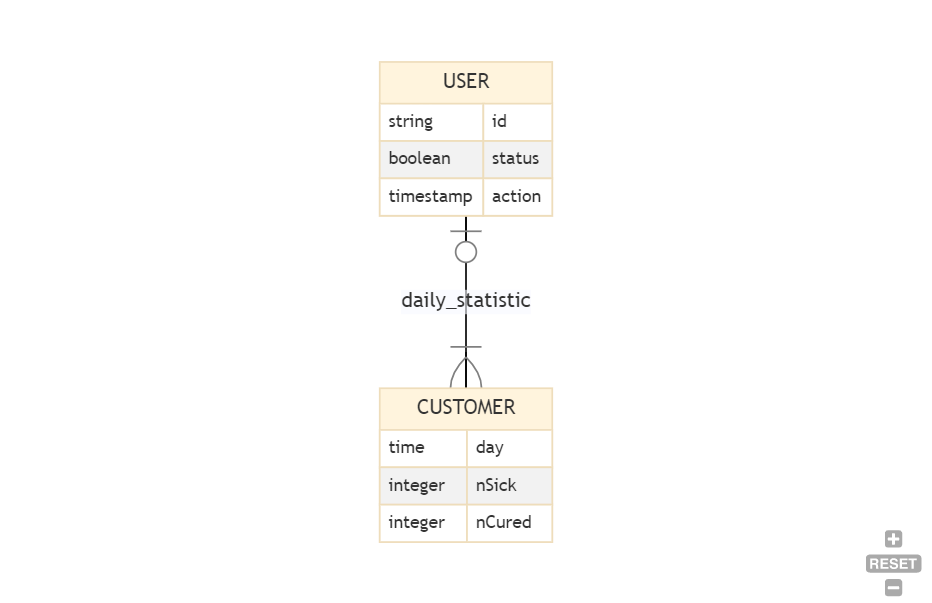 USER
string id
boolean status
timestamp action
daily_statistic
CUSTOMER
time day
integer nSick
integer nCured
+
RESET
−